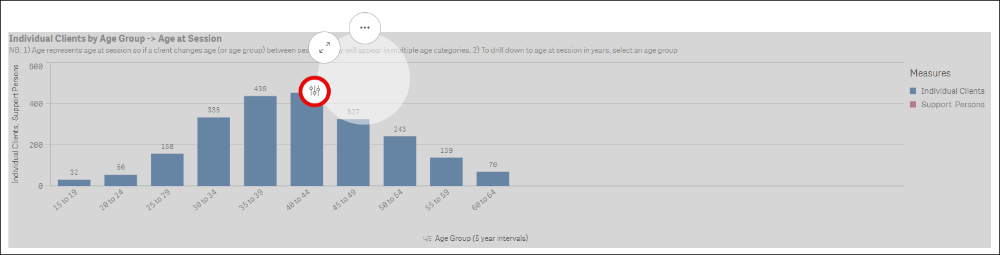 Individual Clients by Age Group -> Age at Session
NB: 1) Age represents age at session so if a client changes age (or age group) between will appear in multiple age categories. 2) To drill down to age at session in years, select an age group
Individual Clients, Support Persons
600
400
200
0
32
56
158
335
439
327
243
139
70
15 to 19
20 to 24
25 to 29
30 to 34
35 to 39
40 to 44
45 to 49
50 to 54
55 to 59
60 to 64
Age Group (5 year intervals)
Measures
Individual Clients
Support Persons